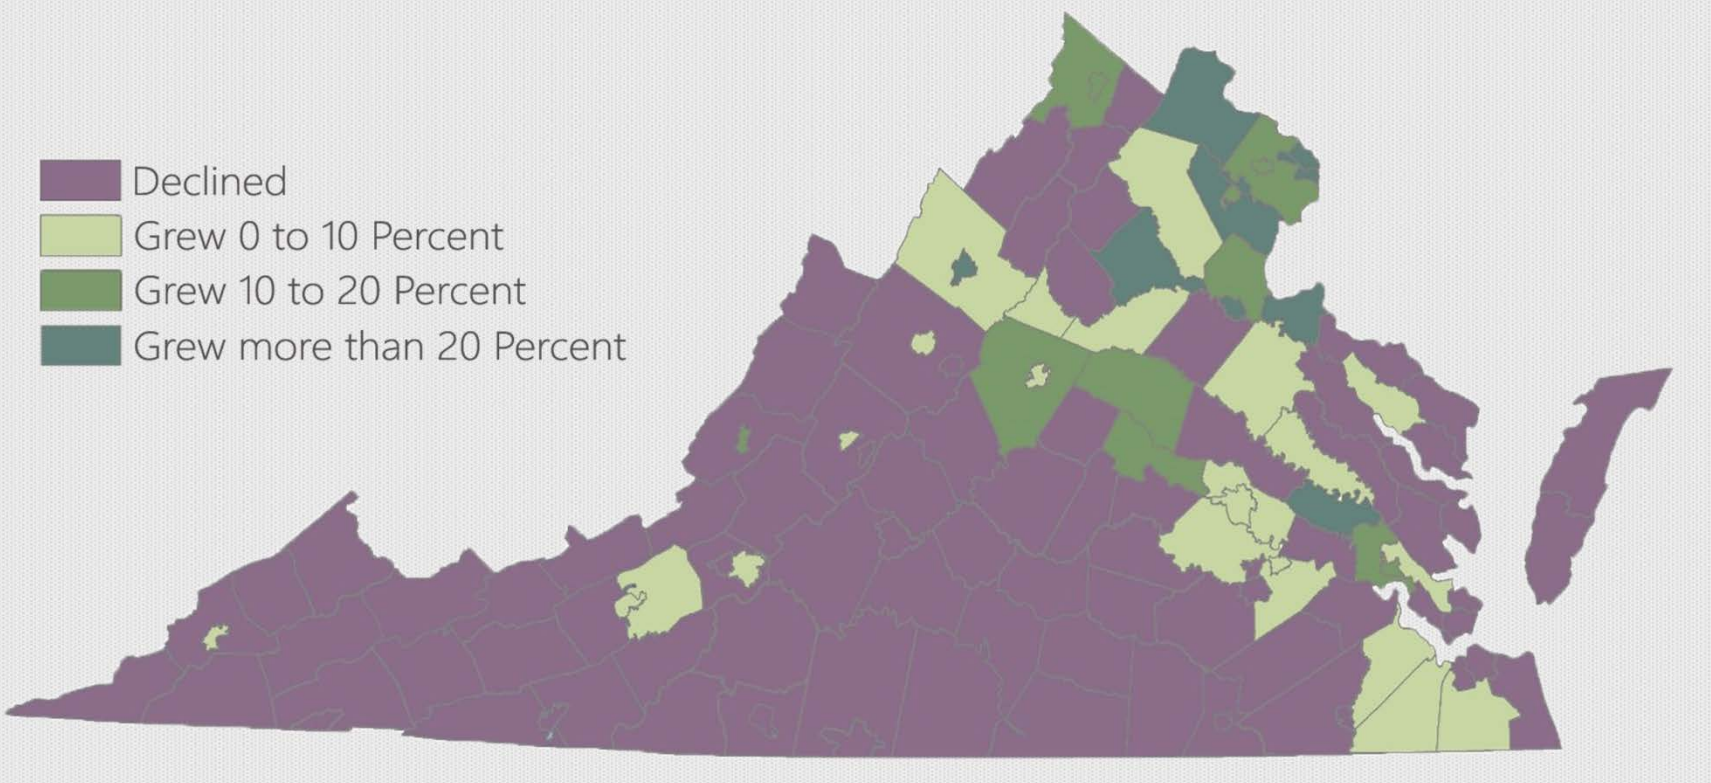 Declined
Grew 0 to 10 Percent
Grew 10 to 20 Percent
Grew more than 20 Percent